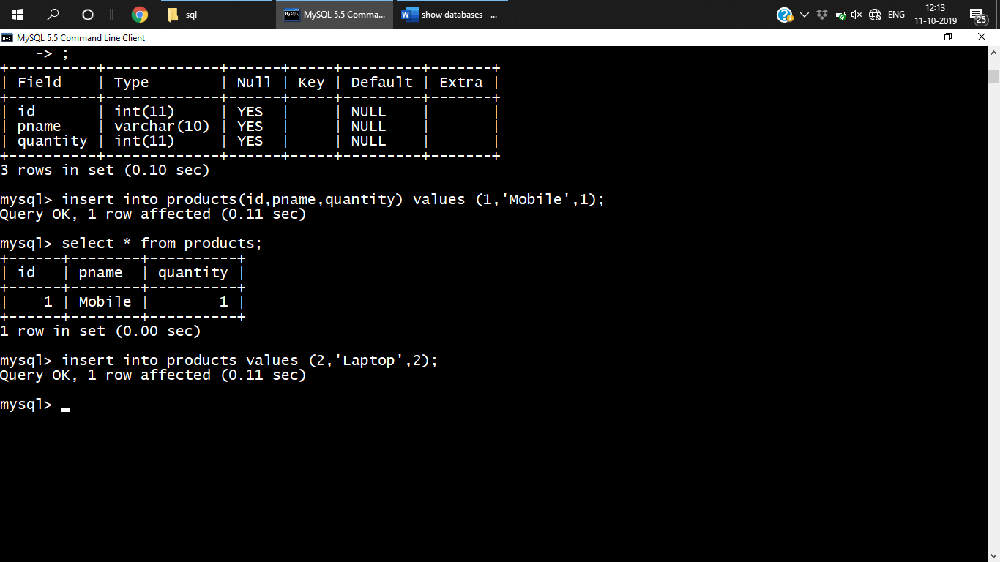 sql
MySQL 5.5 Comma...
show databases - ...
ENG
12:13
11-10-2019
25
MySQL 5.5 Command Line Client
    -> ;
+----------+-------------+------+-----+---------+-------+
| Field    | Type        | Null | Key | Default | Extra |
+----------+-------------+------+-----+---------+-------+
| id       | int(11)     | YES  |     | NULL    |       |
| pname    | varchar(10) | YES  |     | NULL    |       |
| quantity | int(11)     | YES  |     | NULL    |       |
+----------+-------------+------+-----+---------+-------+
3 rows in set (0.10 sec)

mysql> insert into products(id,pname,quantity) values (1,'Mobile',1);
Query OK, 1 row affected (0.11 sec)

mysql> select * from products;
+------+--------+----------+
| id   | pname  | quantity |
+------+--------+----------+
|    1 | Mobile |        1 |
+------+--------+----------+
1 row in set (0.00 sec)

mysql> insert into products values (2,'Laptop',2);
Query OK, 1 row affected (0.11 sec)

mysql> _